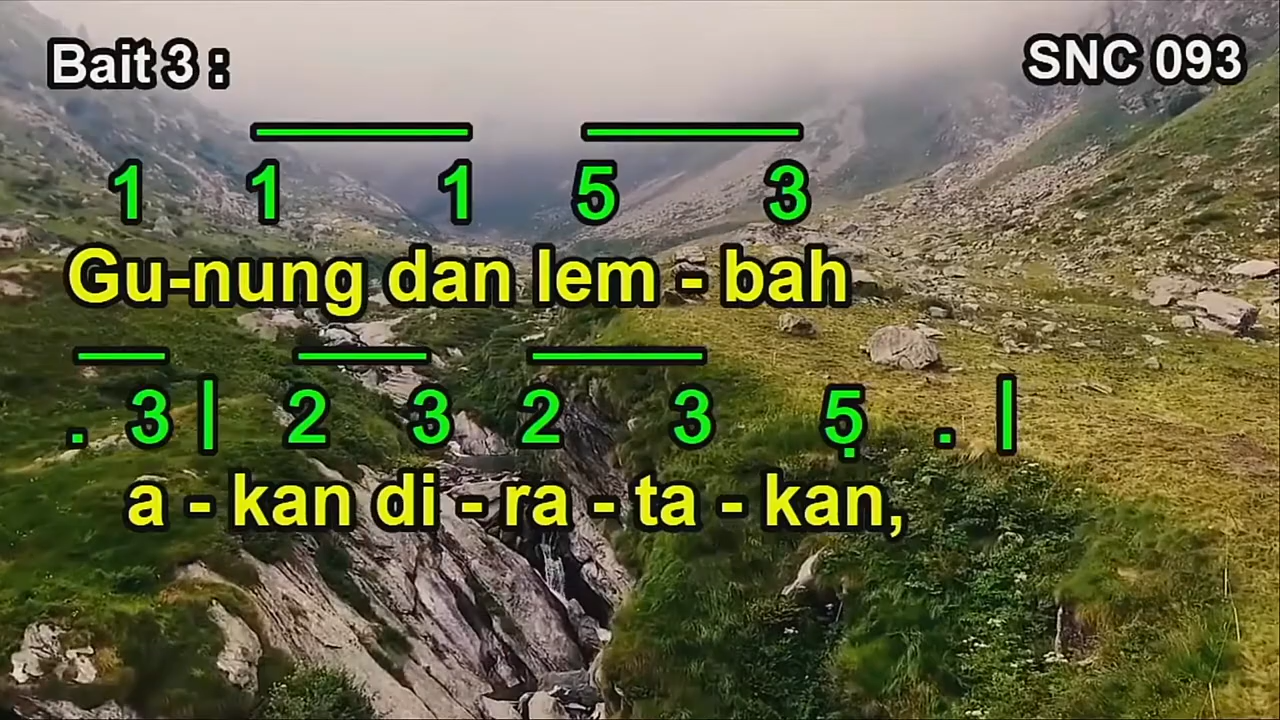 Bait 3 : SNC 093
1 1 1 5 3
Gu-nung dan lem - bah
. 3 | 2 3 2 3 5̣ . |
a - kan di - ra - ta - kan,